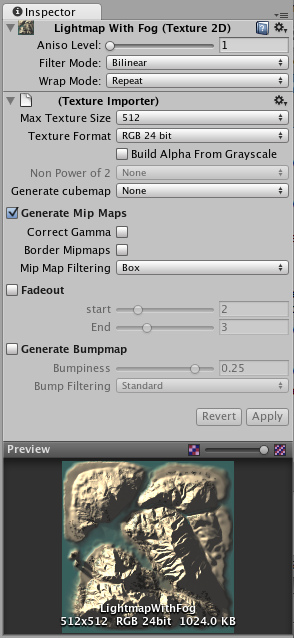 Inspector
Lightmap With Fog (Texture 2D)
Aniso Level: 1
Filter Mode: Bilinear
Wrap Mode: Repeat
(Texture Importer)
Max Texture Size 512
Texture Format RGB 24 bit
Build Alpha From Grayscale
Non Power of 2 None
Generate cubemap None
Generate Mip Maps
Correct Gamma
Border Mipmaps
Mip Map Filtering Box
Fadeout
start 2
End 3
Generate Bumpmap
Bumpiness 0.25
Bump Filtering Standard
Revert Apply
Preview
LightmapWithFog
512x512 RGB 24bit 1024.0 KB